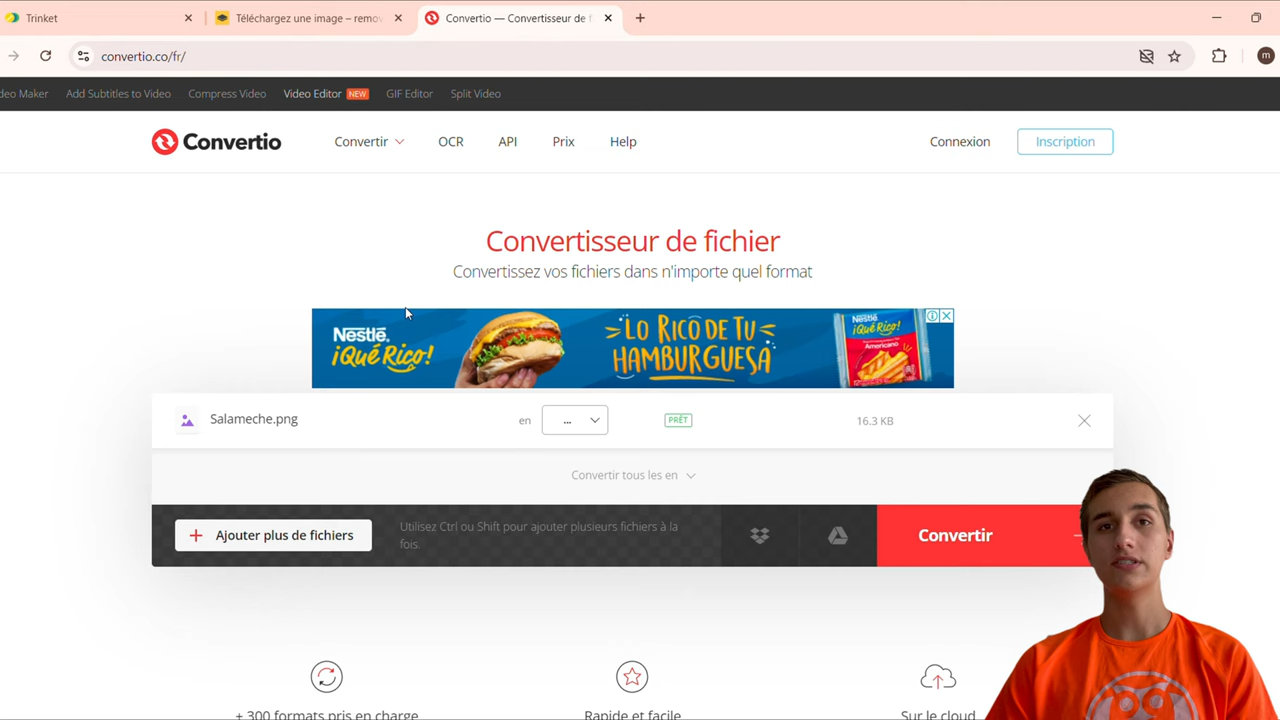 Trinket
Téléchargez une image – remov
Convertio — Convertisseur de f
convertio.co/fr/
m
deo Maker
Add Subtitles to Video
Compress Video
Video Editor NEW
GIF Editor
Split Video
Convertio
Convertir
OCR
API
Prix
Help
Connexion
Inscription
Convertisseur de fichier
Convertissez vos fichiers dans n'importe quel format
Nestlé.
¡Qué Rico!
LO RICO DE TU
HAMBURGUESA
Nestlé
¡Qué Rico!
Americano
Salameche.png
en
...
PRÊT
16.3 KB
Convertir tous les en
Ajouter plus de fichiers
Utilisez Ctrl ou Shift pour ajouter plusieurs fichiers à la
fois.
Convertir
+ 300 formats pris en charge
Rapide et facile
Sur le cloud